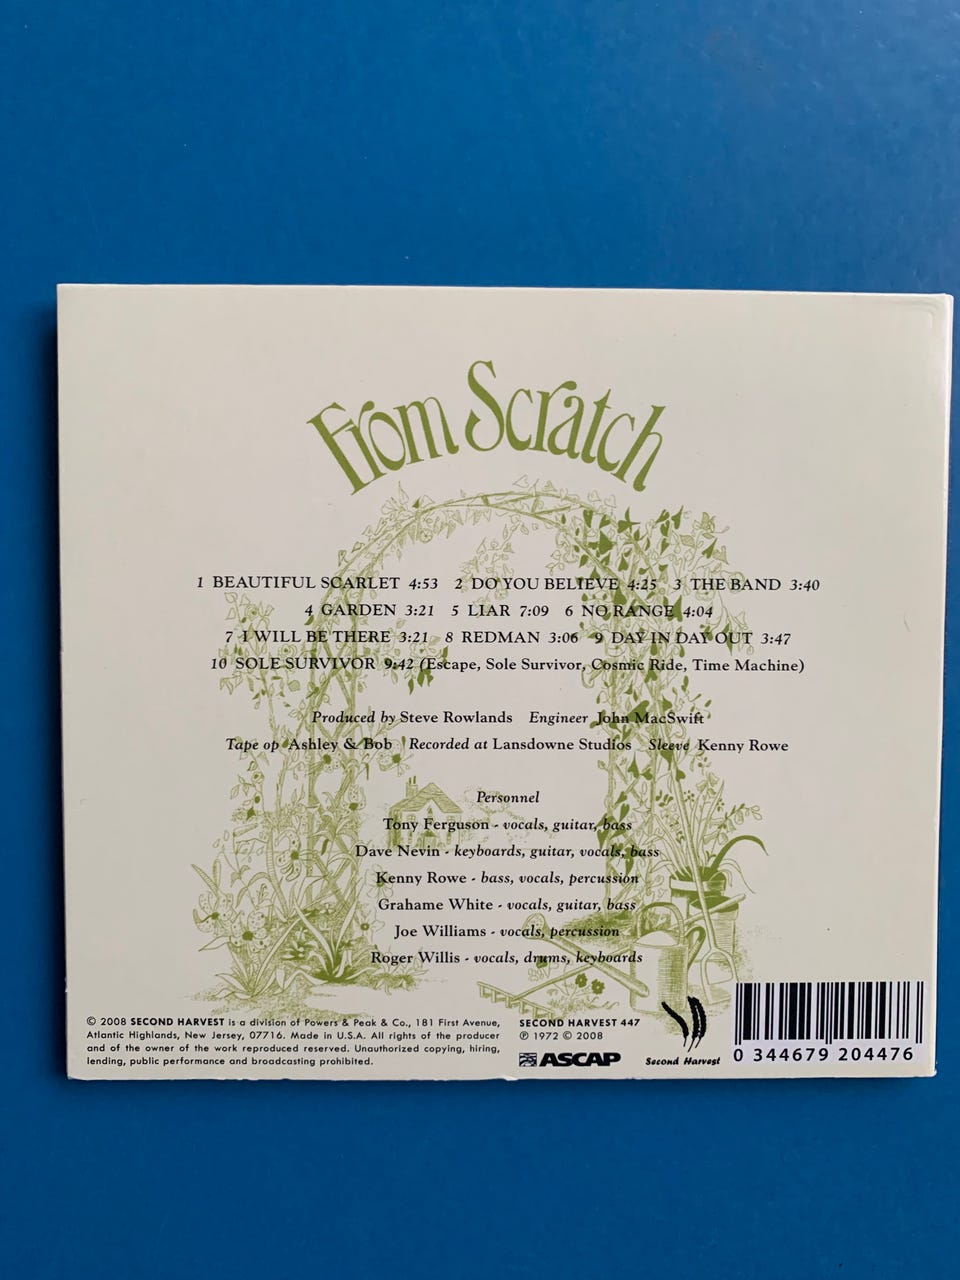 From Scratch
1 BEAUTIFUL SCARLET 4:53 2 DO YOU BELIEVE 4:25 3 THE BAND 3:40
4 GARDEN 3:21 5 LIAR 7:09 6 NO RANGE 4:04
7 I WILL BE THERE 3:21 8 REDMAN 3:06 9 DAY IN DAY OUT 3:47
10 SOLE SURVIVOR 9:42 (Escape, Sole Survivor, Cosmic Ride, Time Machine)
Produced by Steve Rowlands Engineer John MacSwift
Tape op Ashley & Bob Recorded at Lansdowne Studios Sleeve Kenny Rowe
Personnel
Tony Ferguson - vocals, guitar, bass
Dave Nevin - keyboards, guitar, vocals, bass
Kenny Rowe - bass, vocals, percussion
Grahame White - vocals, guitar, bass
Joe Williams - vocals, percussion
Roger Willis - vocals, drums, keyboards
© 2008 SECOND HARVEST is a division of Powers & Peak & Co., 181 First Avenue,
Atlantic Highlands, New Jersey, 07716. Made in U.S.A. All rights of the producer
and of the owner of the work reproduced reserved. Unauthorized copying, hiring,
lending, public performance and broadcasting prohibited.
SECOND HARVEST 447
℗ 1972 © 2008
ASCAP
Second Harvest
0 344679 204476